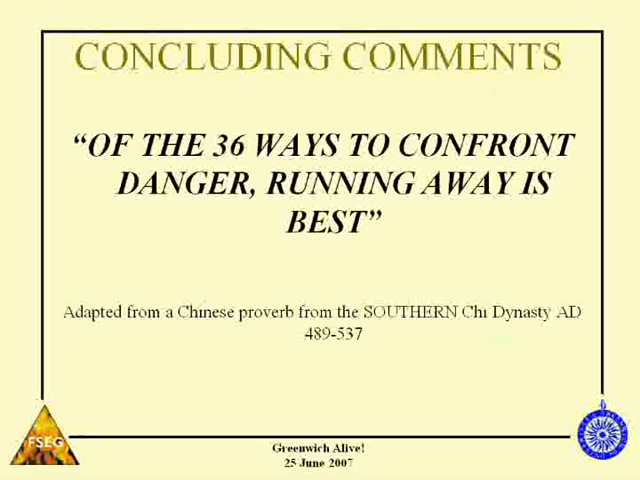 CONCLUDING COMMENTS
“OF THE 36 WAYS TO CONFRONT
DANGER, RUNNING AWAY IS
BEST”
Adapted from a Chinese proverb from the SOUTHERN Chi Dynasty AD
489-537
FSEG
Greenwich Alive!
25 June 2007